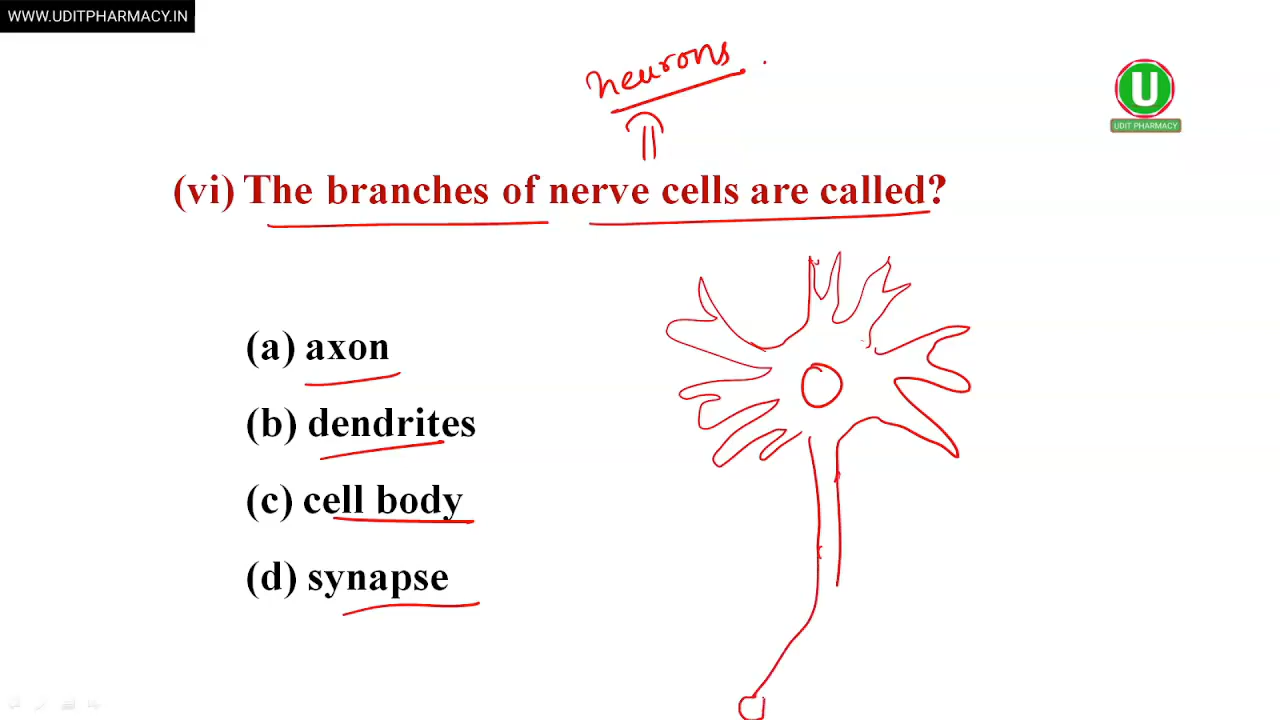 WWW.UDITPHARMACY.IN
neurons
U
UDIT PHARMACY
(vi) The branches of nerve cells are called?
(a) axon
(b) dendrites
(c) cell body
(d) synapse